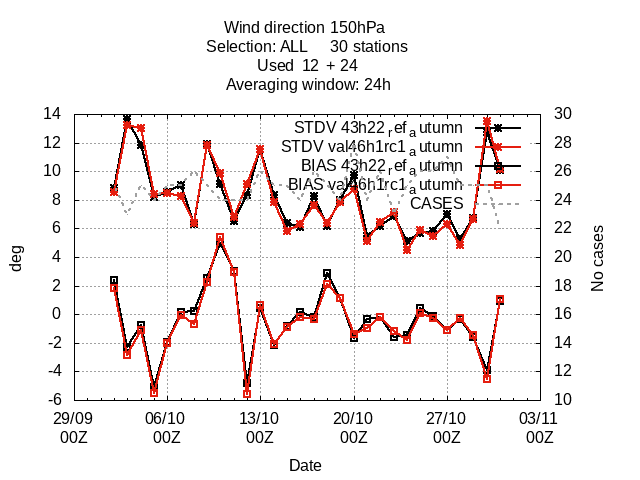 Wind direction 150hPa
Selection: ALL 30 stations
Used 12 + 24
Averaging window: 24h
STDV 43h22_ref_autumn
STDV val46h1rc1_autumn
BIAS 43h22_ref_autumn
BIAS val46h1rc1_autumn
CASES
14
12
10
8
6
4
2
0
-2
-4
-6
deg
30
28
26
24
22
20
18
16
14
12
10
No cases
29/09 06/10 13/10 20/10 27/10 03/11
00Z 00Z 00Z 00Z 00Z 00Z
Date